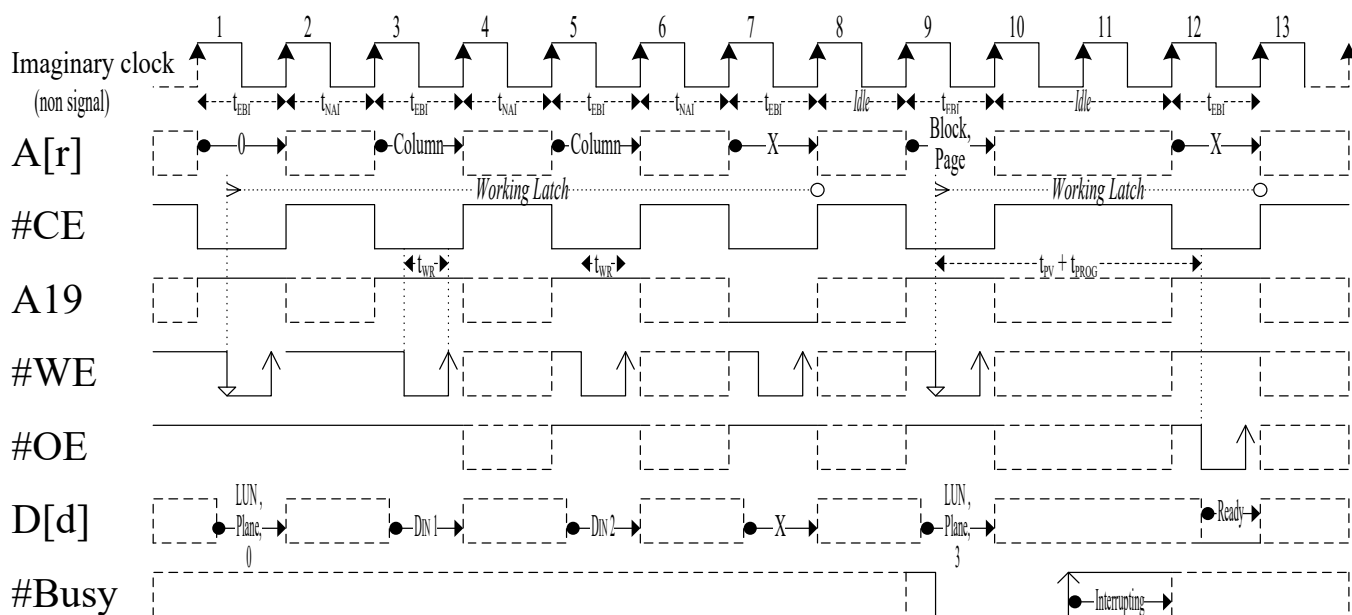 1 2 3 4 5 6 7 8 9 10 11 12 13
Imaginary clock
(non signal)
tEBI tNAI tEBI tNAI tEBI tNAI tEBI Idle tEBI Idle tEBI
A[r]
0 Column Column X Block, Page X
Working Latch Working Latch
#CE
tWR tWR tPV + tPROG
A19
#WE
#OE
D[d]
LUN, Plane, 0 DIN 1 DIN 2 X LUN, Plane, 3 Ready
#Busy
Interrupting